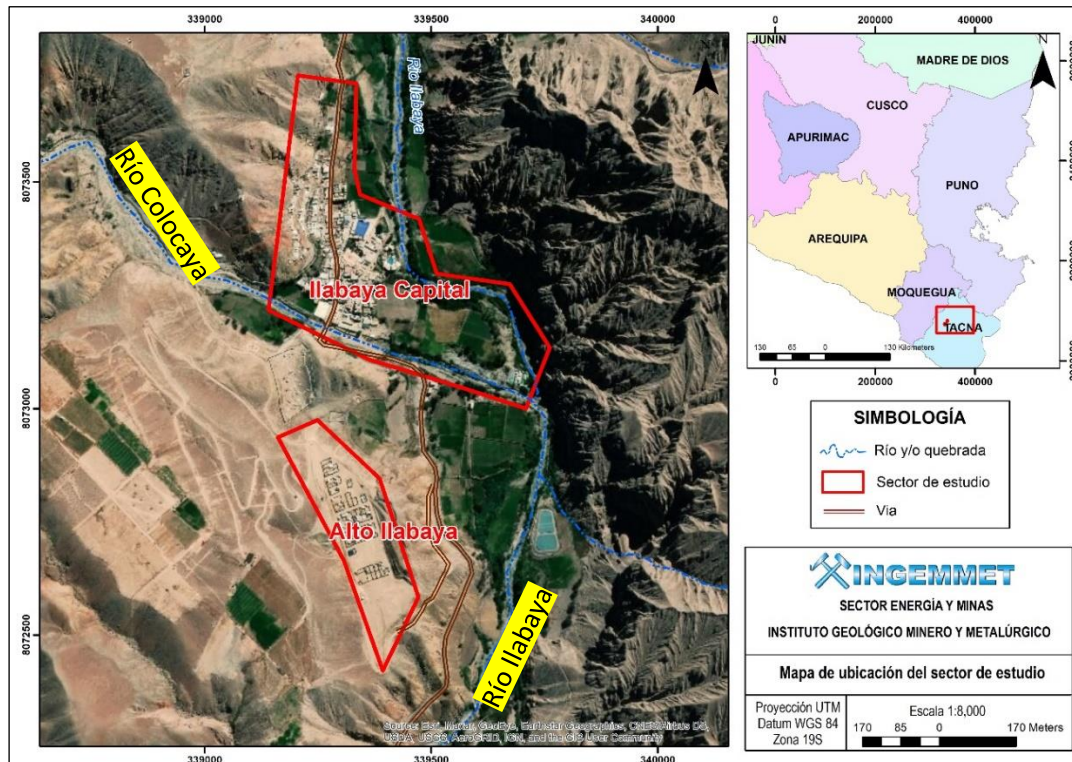 339000
339500
340000
8073500
8073000
8072500
N
Río Ilabaya
Río Colocaya
Ilabaya Capital
Alto Ilabaya
Río Ilabaya
339000
339500
340000
0
200000
400000
N
JUNIN
MADRE DE DIOS
CUSCO
APURIMAC
PUNO
AREQUIPA
MOQUEGUA
TACNA
130 65 0 130 Kilometers
0
200000
400000
SIMBOLOGÍA
Río y/o quebrada
Sector de estudio
Via
INGEMMET
SECTOR ENERGÍA Y MINAS
INSTITUTO GEOLÓGICO MINERO Y METALÚRGICO
Mapa de ubicación del sector de estudio
Proyección UTM
Datum WGS 84
Zona 19S
Escala 1:8,000
170 85 0 170 Meters